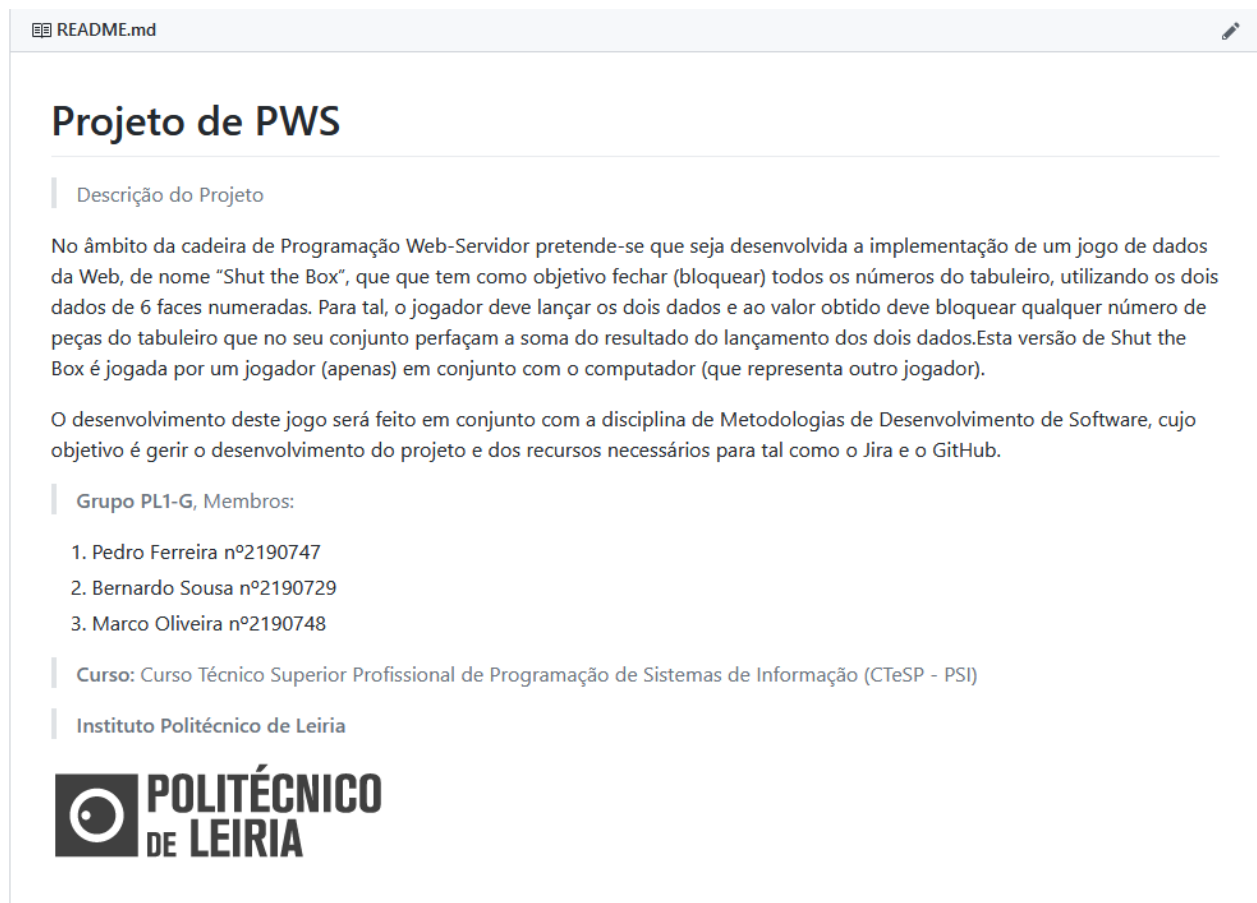 README.md
Projeto de PWS
Descrição do Projeto
No âmbito da cadeira de Programação Web-Servidor pretende-se que seja desenvolvida a implementação de um jogo de dados
da Web, de nome “Shut the Box”, que que tem como objetivo fechar (bloquear) todos os números do tabuleiro, utilizando os dois
dados de 6 faces numeradas. Para tal, o jogador deve lançar os dois dados e ao valor obtido deve bloquear qualquer número de
peças do tabuleiro que no seu conjunto perfaçam a soma do resultado do lançamento dos dois dados.Esta versão de Shut the
Box é jogada por um jogador (apenas) em conjunto com o computador (que representa outro jogador).
O desenvolvimento deste jogo será feito em conjunto com a disciplina de Metodologias de Desenvolvimento de Software, cujo
objetivo é gerir o desenvolvimento do projeto e dos recursos necessários para tal como o Jira e o GitHub.
Grupo PL1-G, Membros:
1. Pedro Ferreira nº2190747
2. Bernardo Sousa nº2190729
3. Marco Oliveira nº2190748
Curso: Curso Técnico Superior Profissional de Programação de Sistemas de Informação (CTeSP - PSI)
Instituto Politécnico de Leiria
POLITÉCNICO
DE LEIRIA